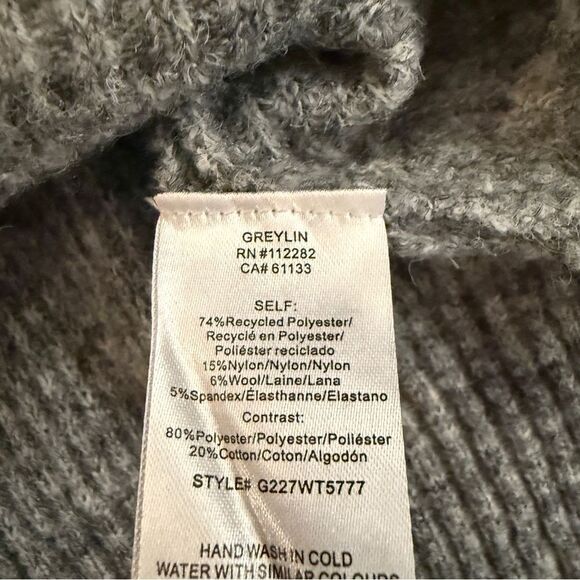 GREYLIN
RN #112282
CA# 61133
SELF:
74%Recycled Polyester/
Recyclé en Polyester/
Poliéster reciclado
15%Nylon/Nylon/Nylon
6%Wool/Laine/Lana
5%Spandex/Élasthanne/Elastano
Contrast:
80%Polyester/Polyester/Poliéster
20%Cotton/Coton/Algodón
STYLE# G227WT5777
HAND WASH IN COLD
WATER WITH SIMILAR COLOURS